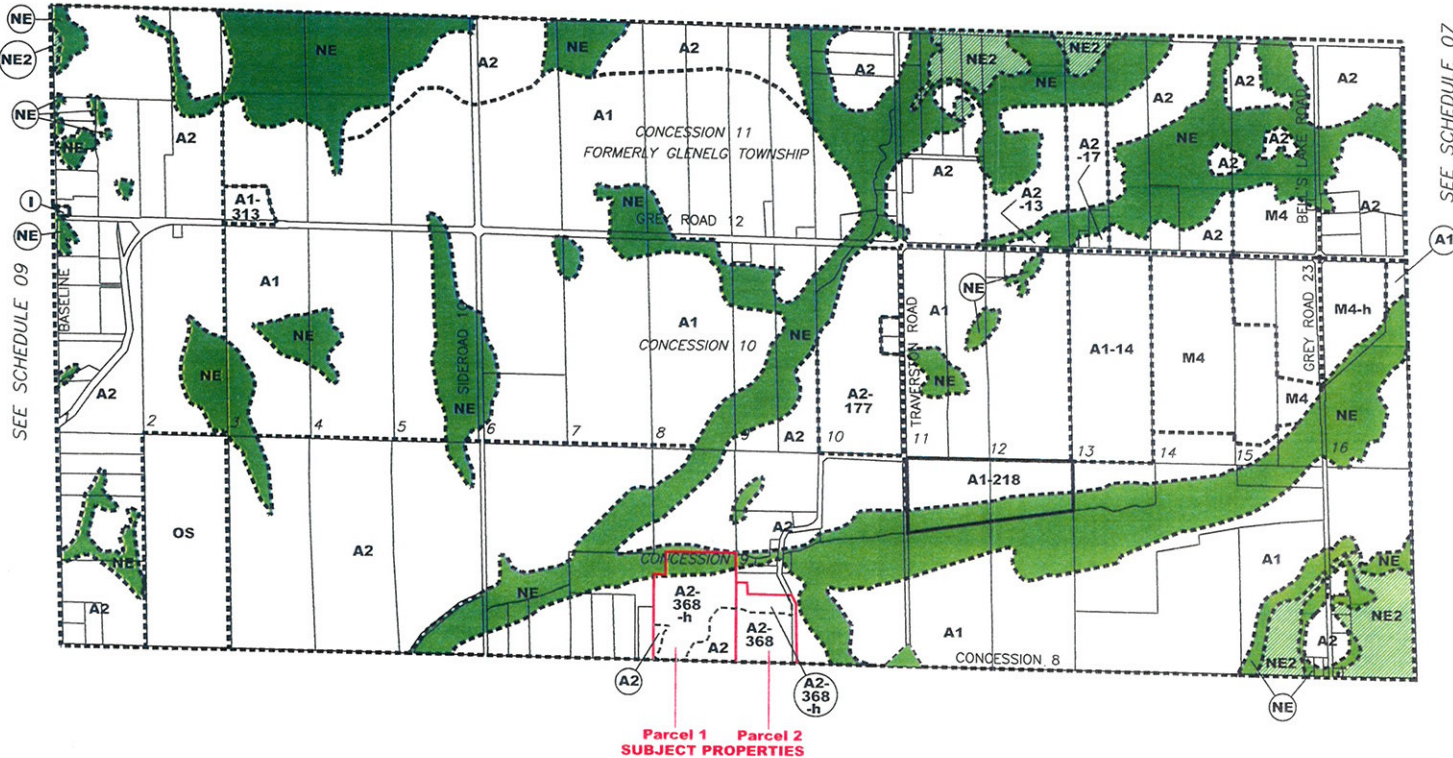 NE
NE2
NE
NE
I
NE
SEE SCHEDULE 09
BASELINE
A2
A2
NE
A2
NE
A2
A2
A1-
313
A1
CONCESSION 11
FORMERLY GLENELG TOWNSHIP
NE
GREY ROAD 12
NE2
NE2
NE
A2
A2
A2
-17
A2
-13
NE
A2
A2
A2
BELL'S LAKE ROAD
A2
M4
A2
A2
SEE SCHEDULE 07
A1
A1
NE
NE
SIDEROAD 10
NE
A1
CONCESSION 10
NE
A2-
177
TRAVERSTON ROAD
A1
NE
NE
A1-14
M4
M4
GREY ROAD 23
M4-h
NE
A2
2
3
4
5
6
7
8
9
A2
10
11
12
13
14
15
16
NE
A2
OS
A2
NE
CONCESSION 9
A2
A1-218
A2-
368
-h
A2
A2-
368
A2
A2-
368
-h
A1
CONCESSION 8
A1
NE
NE2
A2
NE2
NE
Parcel 1
Parcel 2
SUBJECT PROPERTIES